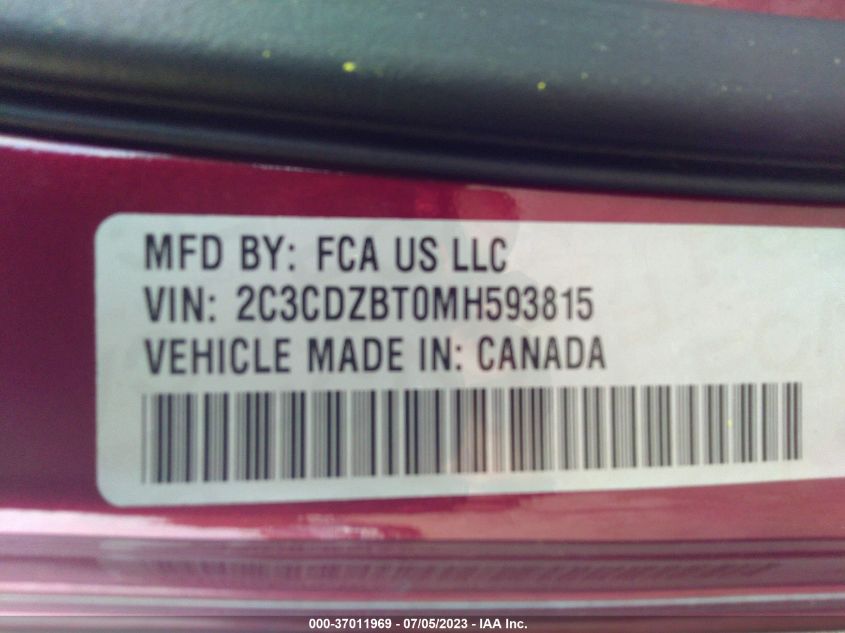 MFD BY: FCA US LLC
VIN: 2C3CDZBT0MH593815
VEHICLE MADE IN: CANADA
000-37011969 - 07/05/2023 - IAA Inc.